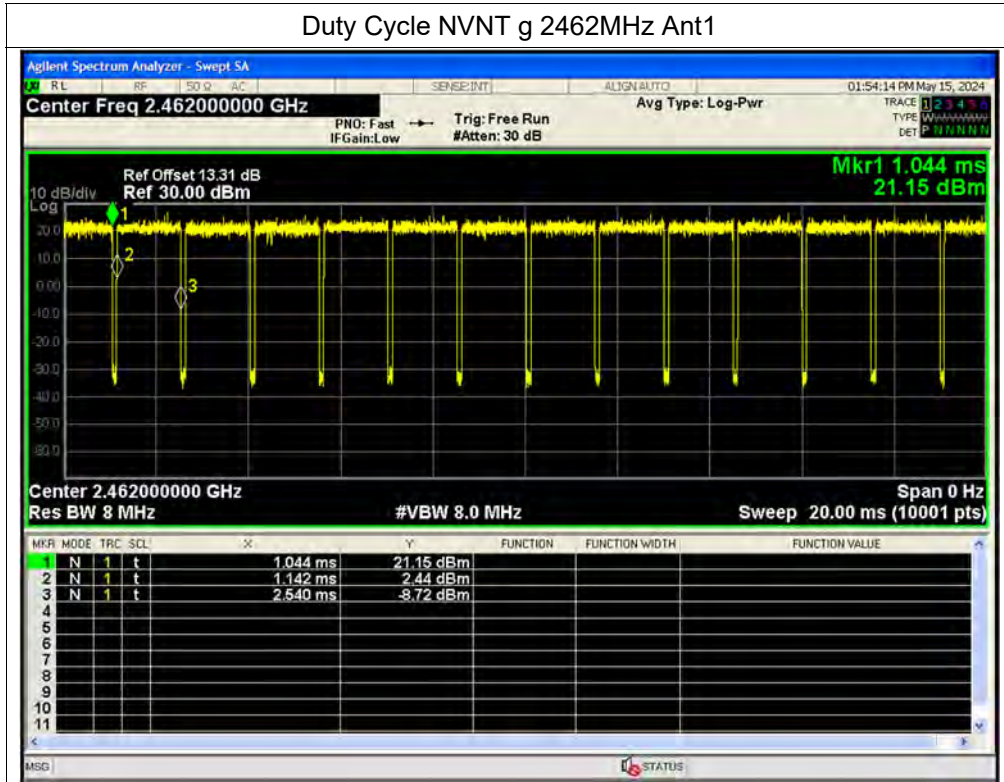 Duty Cycle NVNT g 2462MHz Ant1
Agilent Spectrum Analyzer - Swept SA
LXI RL RF 50 Ω AC SENSE:INT ALIGN AUTO 01:54:14 PM May 15, 2024
Center Freq 2.462000000 GHz
Avg Type: Log-Pwr
TRACE 1 2 3 4 5 6
PNO: Fast Trig: Free Run
TYPE W
IFGain:Low #Atten: 30 dB
DET P N N N N N
Mkr1 1.044 ms
21.15 dBm
Ref Offset 13.31 dB
10 dB/div Ref 30.00 dBm
Log
1
20.0
2
10.0
3
0.00
-10.0
-20.0
-30.0
-40.0
-50.0
-60.0
Center 2.462000000 GHz Span 0 Hz
Res BW 8 MHz #VBW 8.0 MHz Sweep 20.00 ms (10001 pts)
MKR MODE TRC SCL X Y FUNCTION FUNCTION WIDTH FUNCTION VALUE
1 N 1 t 1.044 ms 21.15 dBm
2 N 1 t 1.142 ms 2.44 dBm
3 N 1 t 2.540 ms -8.72 dBm
4
5
6
7
8
9
10
11
MSG STATUS